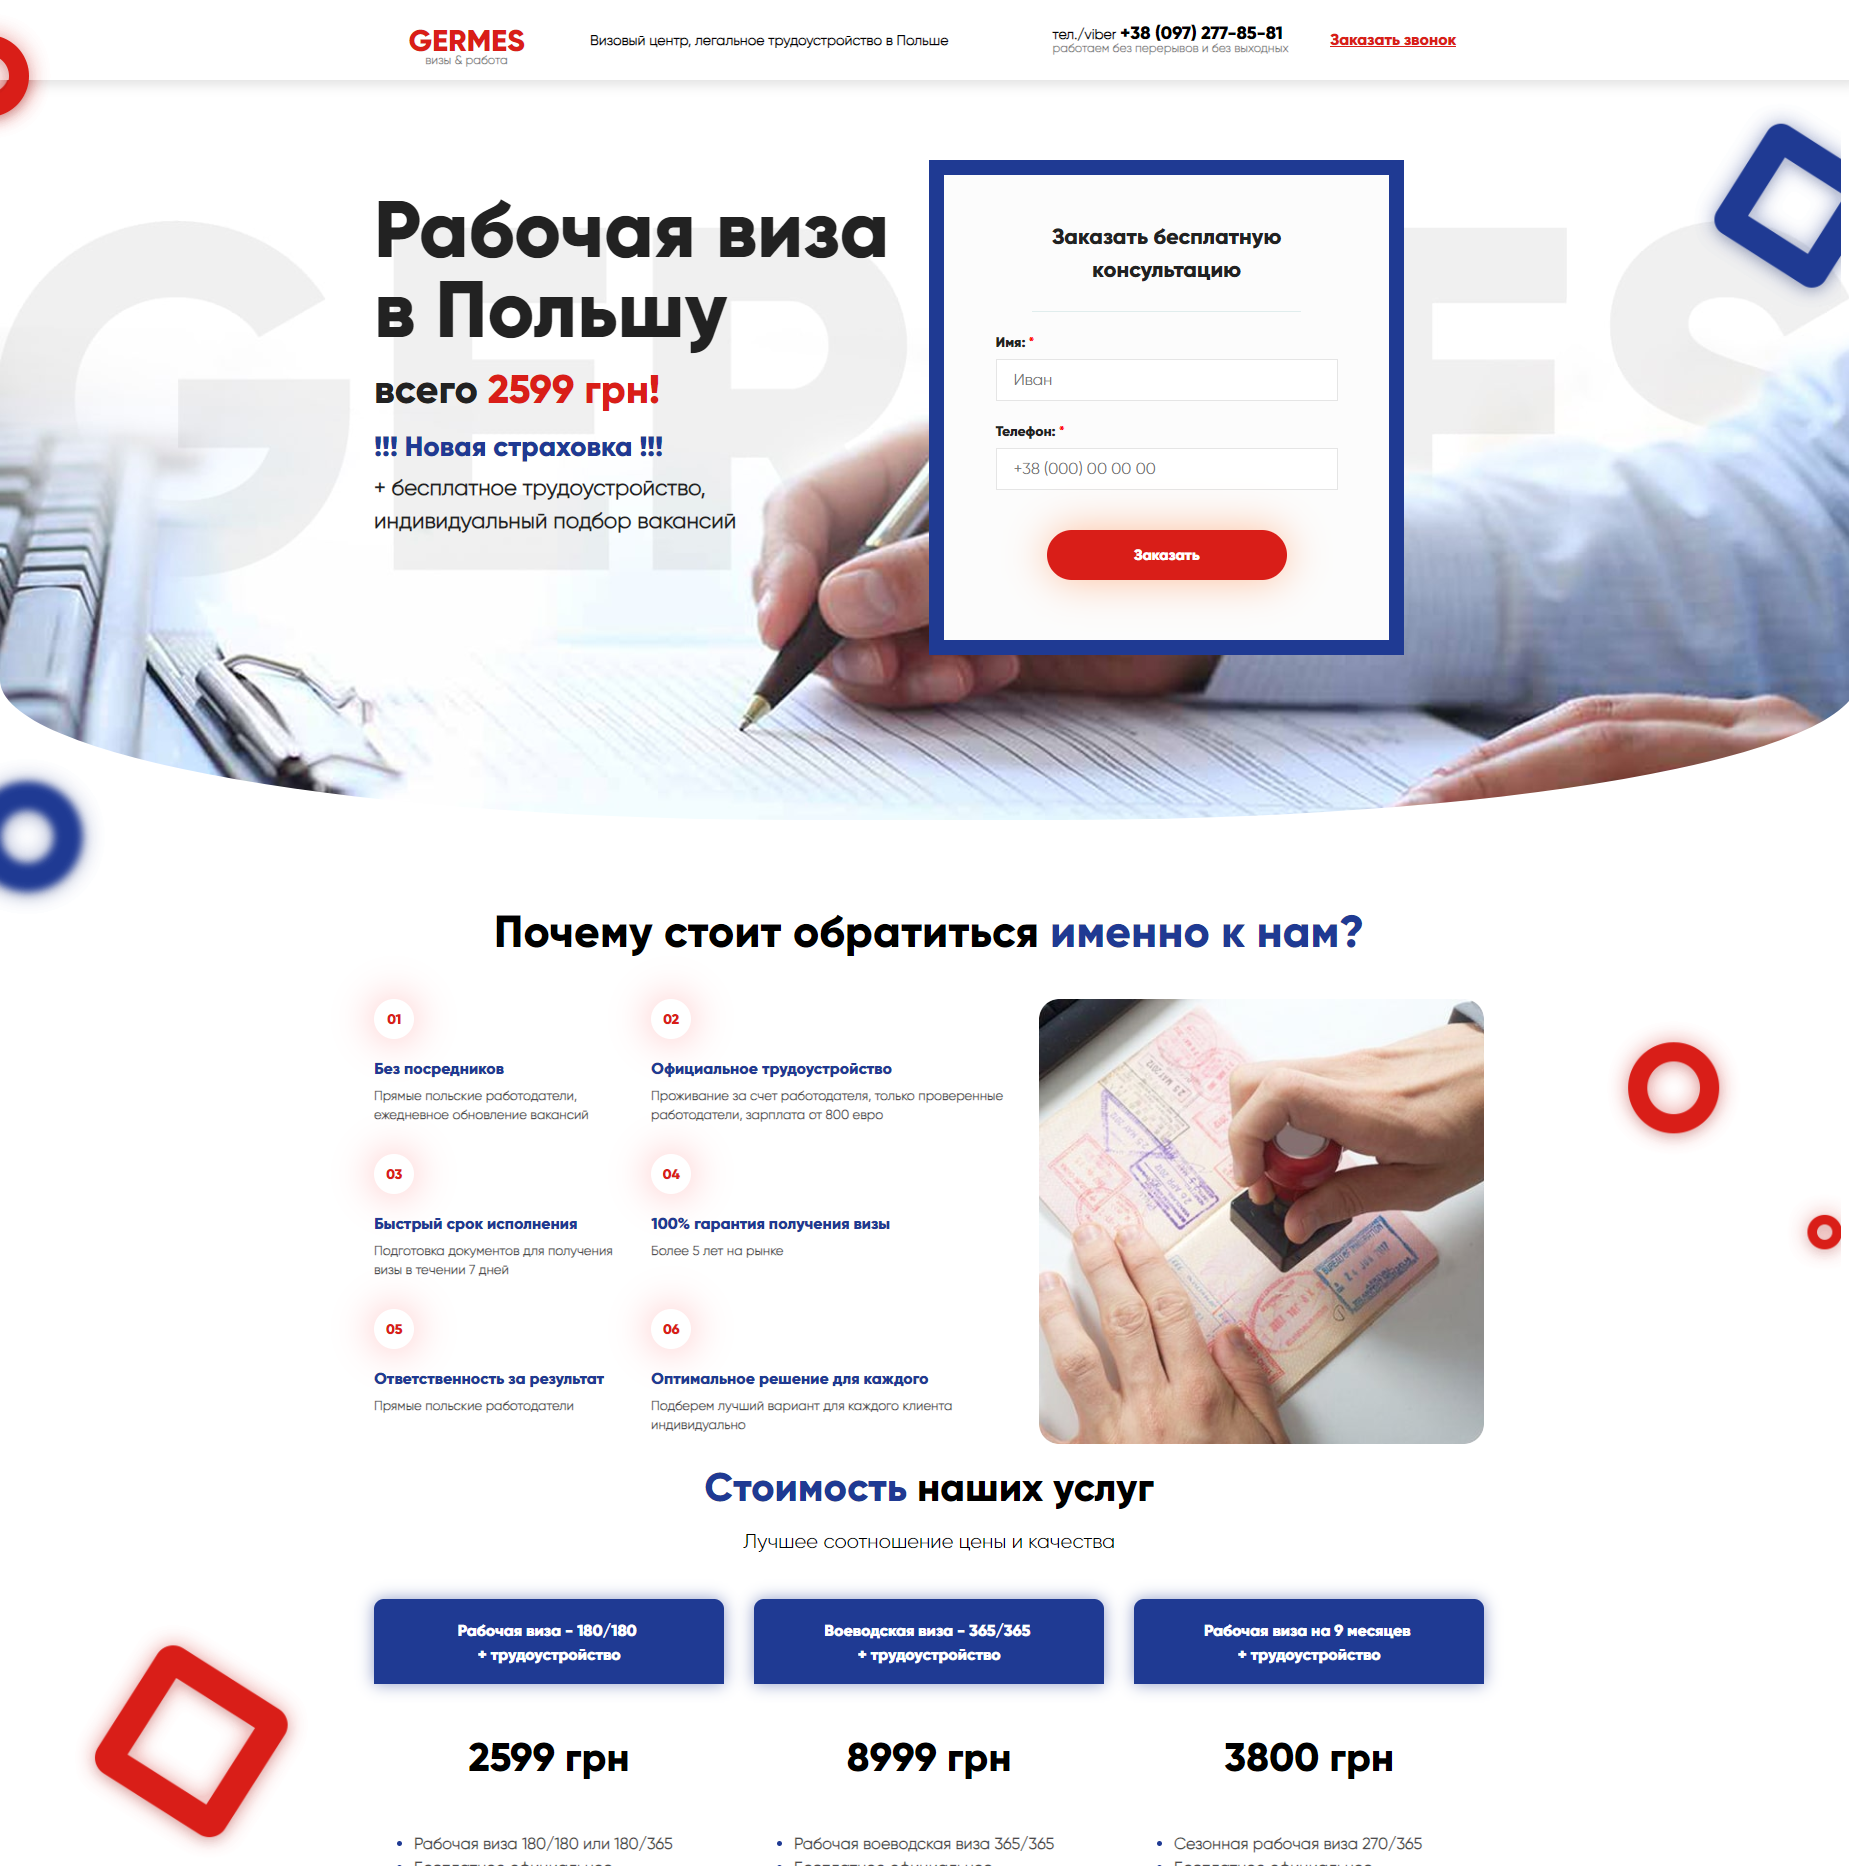 GERMES
визы & работа
Визовый центр, легальное трудоустройство в Польше
тел./viber +38 (097) 277-85-81
работаем без перерывов и без выходных
Заказать звонок
GERMES
Рабочая виза
в Польшу
всего 2599 грн!
!!! Новая страховка !!!
+ бесплатное трудоустройство,
индивидуальный подбор вакансий
Заказать бесплатную
консультацию
Имя: *
Иван
Телефон: *
+38 (000) 00 00 00
Заказать
Почему стоит обратиться именно к нам?
01
Без посредников
Прямые польские работодатели,
ежедневное обновление вакансий
02
Официальное трудоустройство
Проживание за счет работодателя, только проверенные
работодатели, зарплата от 800 евро
03
Быстрый срок исполнения
Подготовка документов для получения
визы в течении 7 дней
04
100% гарантия получения визы
Более 5 лет на рынке
05
Ответственность за результат
Прямые польские работодатели
06
Оптимальное решение для каждого
Подберем лучший вариант для каждого клиента
индивидуально
Стоимость наших услуг
Лучшее соотношение цены и качества
Рабочая виза - 180/180
+ трудоустройство
2599 грн
Рабочая виза 180/180 или 180/365
Воеводская виза - 365/365
+ трудоустройство
8999 грн
Рабочая воеводская виза 365/365
Рабочая виза на 9 месяцев
+ трудоустройство
3800 грн
Сезонная рабочая виза 270/365